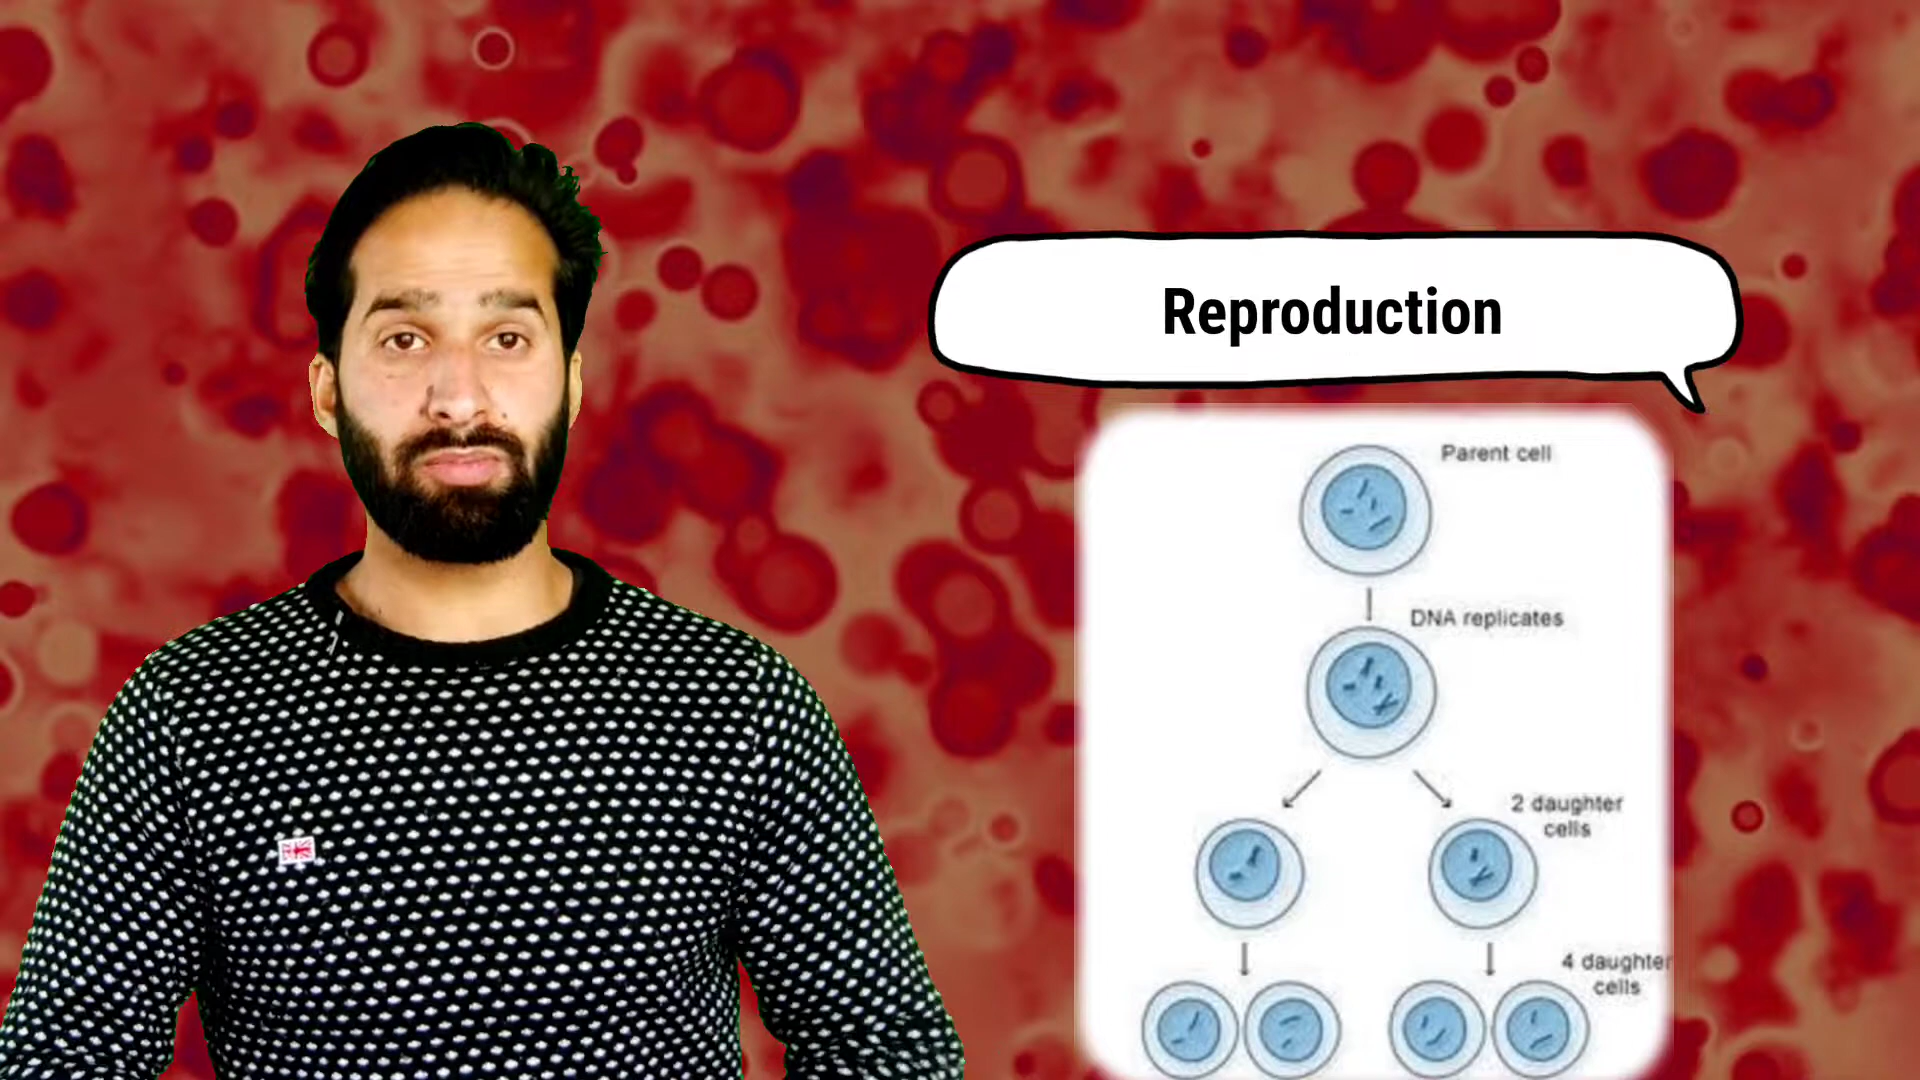 Reproduction
Parent cell
DNA replicates
2 daughter
cells
4 daughter
cells